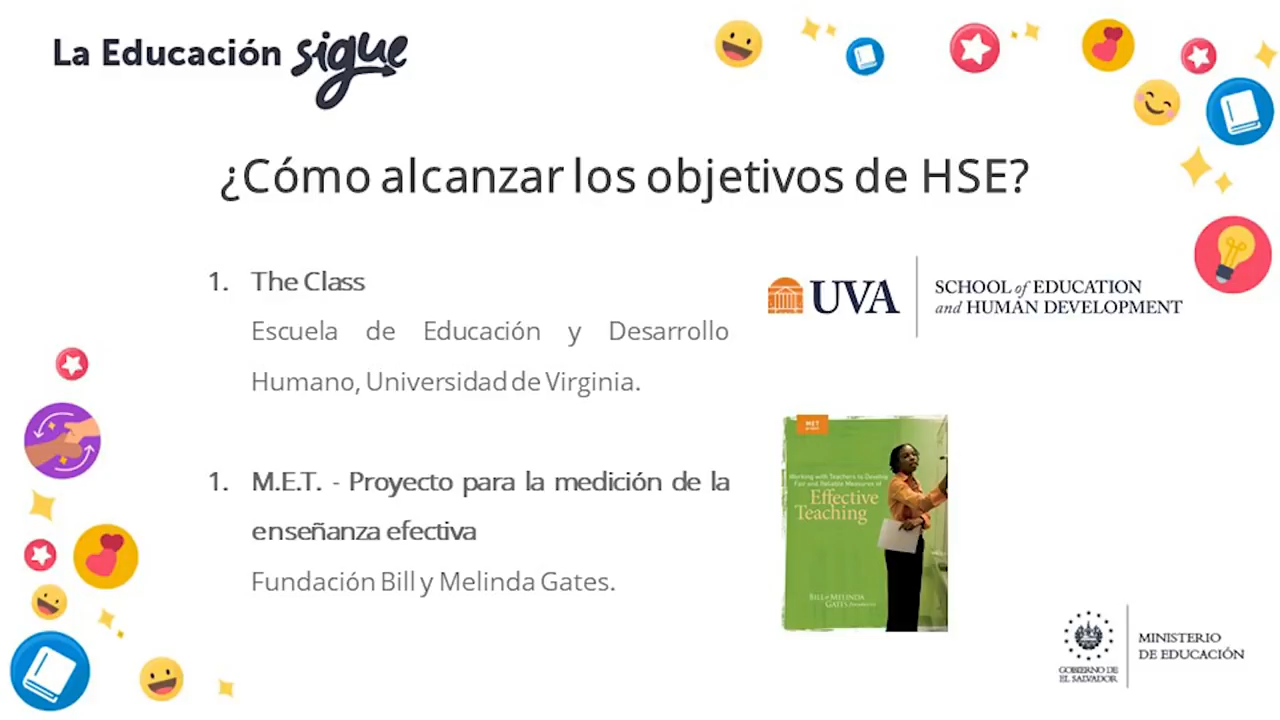 La Educación sigue
¿Cómo alcanzar los objetivos de HSE?
1. The Class
Escuela de Educación y Desarrollo
Humano, Universidad de Virginia.
UVA
SCHOOL of EDUCATION
and HUMAN DEVELOPMENT
1. M.E.T. - Proyecto para la medición de la
enseñanza efectiva
Fundación Bill y Melinda Gates.
MET
Working with Teachers to Develop
Fair and Reliable Measures of
Effective
Teaching
BILL & MELINDA
GATES foundation
GOBIERNO DE
EL SALVADOR
MINISTERIO
DE EDUCACIÓN